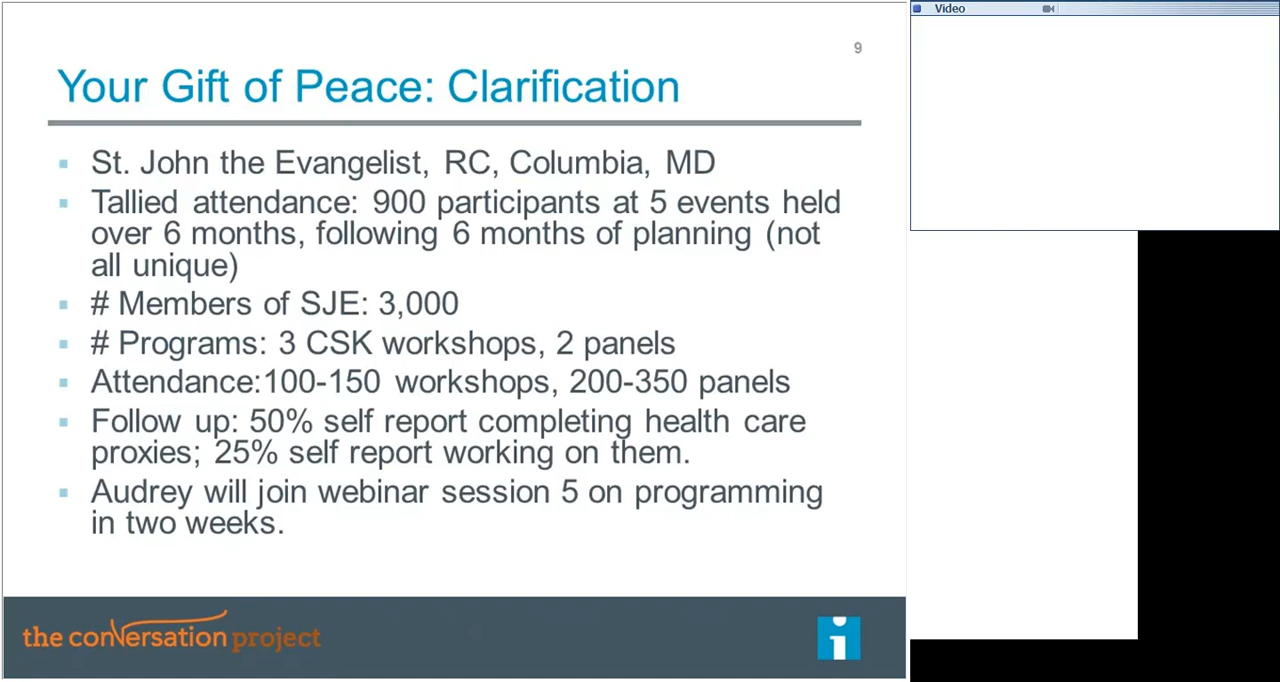 Video
9
Your Gift of Peace: Clarification
St. John the Evangelist, RC, Columbia, MD
Tallied attendance: 900 participants at 5 events held
over 6 months, following 6 months of planning (not
all unique)
# Members of SJE: 3,000
# Programs: 3 CSK workshops, 2 panels
Attendance:100-150 workshops, 200-350 panels
Follow up: 50% self report completing health care
proxies; 25% self report working on them.
Audrey will join webinar session 5 on programming
in two weeks.
the conversation project
i